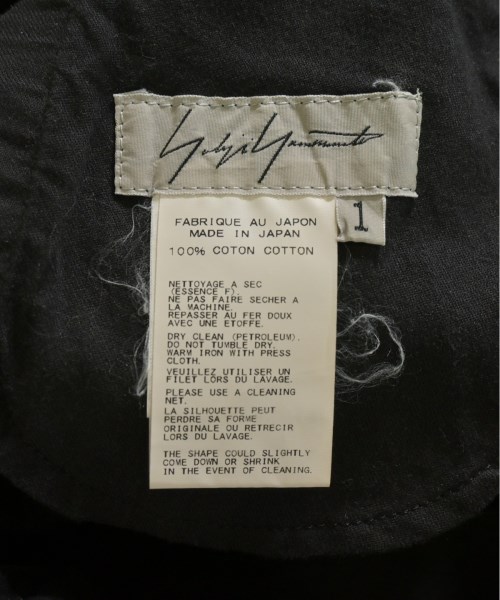 Yohji Yamamoto
1
FABRIQUE AU JAPON
MADE IN JAPAN
100% COTON COTTON
NETTOYAGE A SEC
(ESSENCE F).
NE PAS FAIRE SECHER A
LA MACHINE.
REPASSER AU FER DOUX
AVEC UNE ETOFFE.
DRY CLEAN (PETROLEUM).
DO NOT TUMBLE DRY.
WARM IRON WITH PRESS
CLOTH.
VEUILLEZ UTILISER UN
FILET LORS DU LAVAGE.
PLEASE USE A CLEANING
NET.
LA SILHOUETTE PEUT
PERDRE SA FORME
ORIGINALE OU RETRECIR
LORS DU LAVAGE.
THE SHAPE COULD SLIGHTLY
COME DOWN OR SHRINK
IN THE EVENT OF CLEANING.